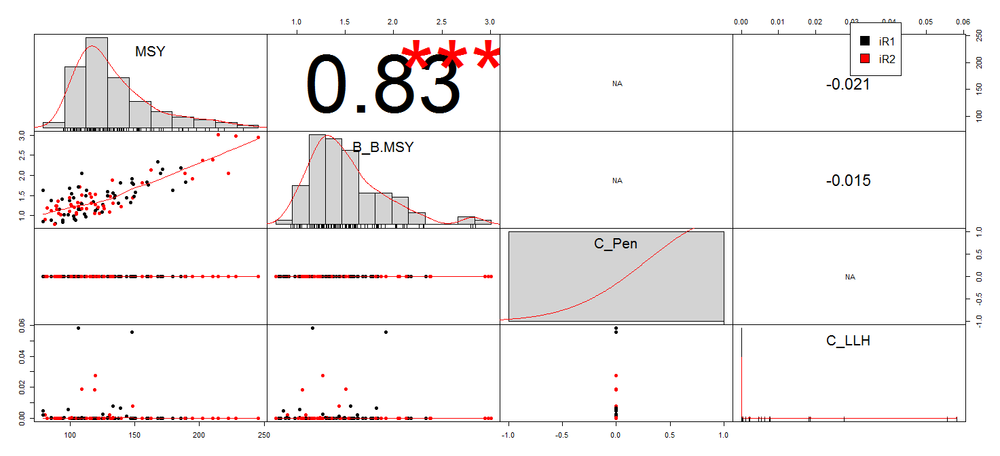 1.0 1.5 2.0 2.5 3.0 0.00 0.01 0.02 0.03 0.04 0.05 0.06
MSY
0.83
***
NA
-0.021
iR1
iR2
100 150 200 250
1.0 1.5 2.0 2.5 3.0
B_B.MSY
NA
-0.015
C_Pen
NA
-1.0 -0.5 0.0 0.5 1.0
0.00 0.02 0.04 0.06
C_LLH
100 150 200 250 -1.0 -0.5 0.0 0.5 1.0